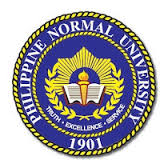 PHILIPPINE NORMAL UNIVERSITY
TRUTH • EXCELLENCE • SERVICE
1901